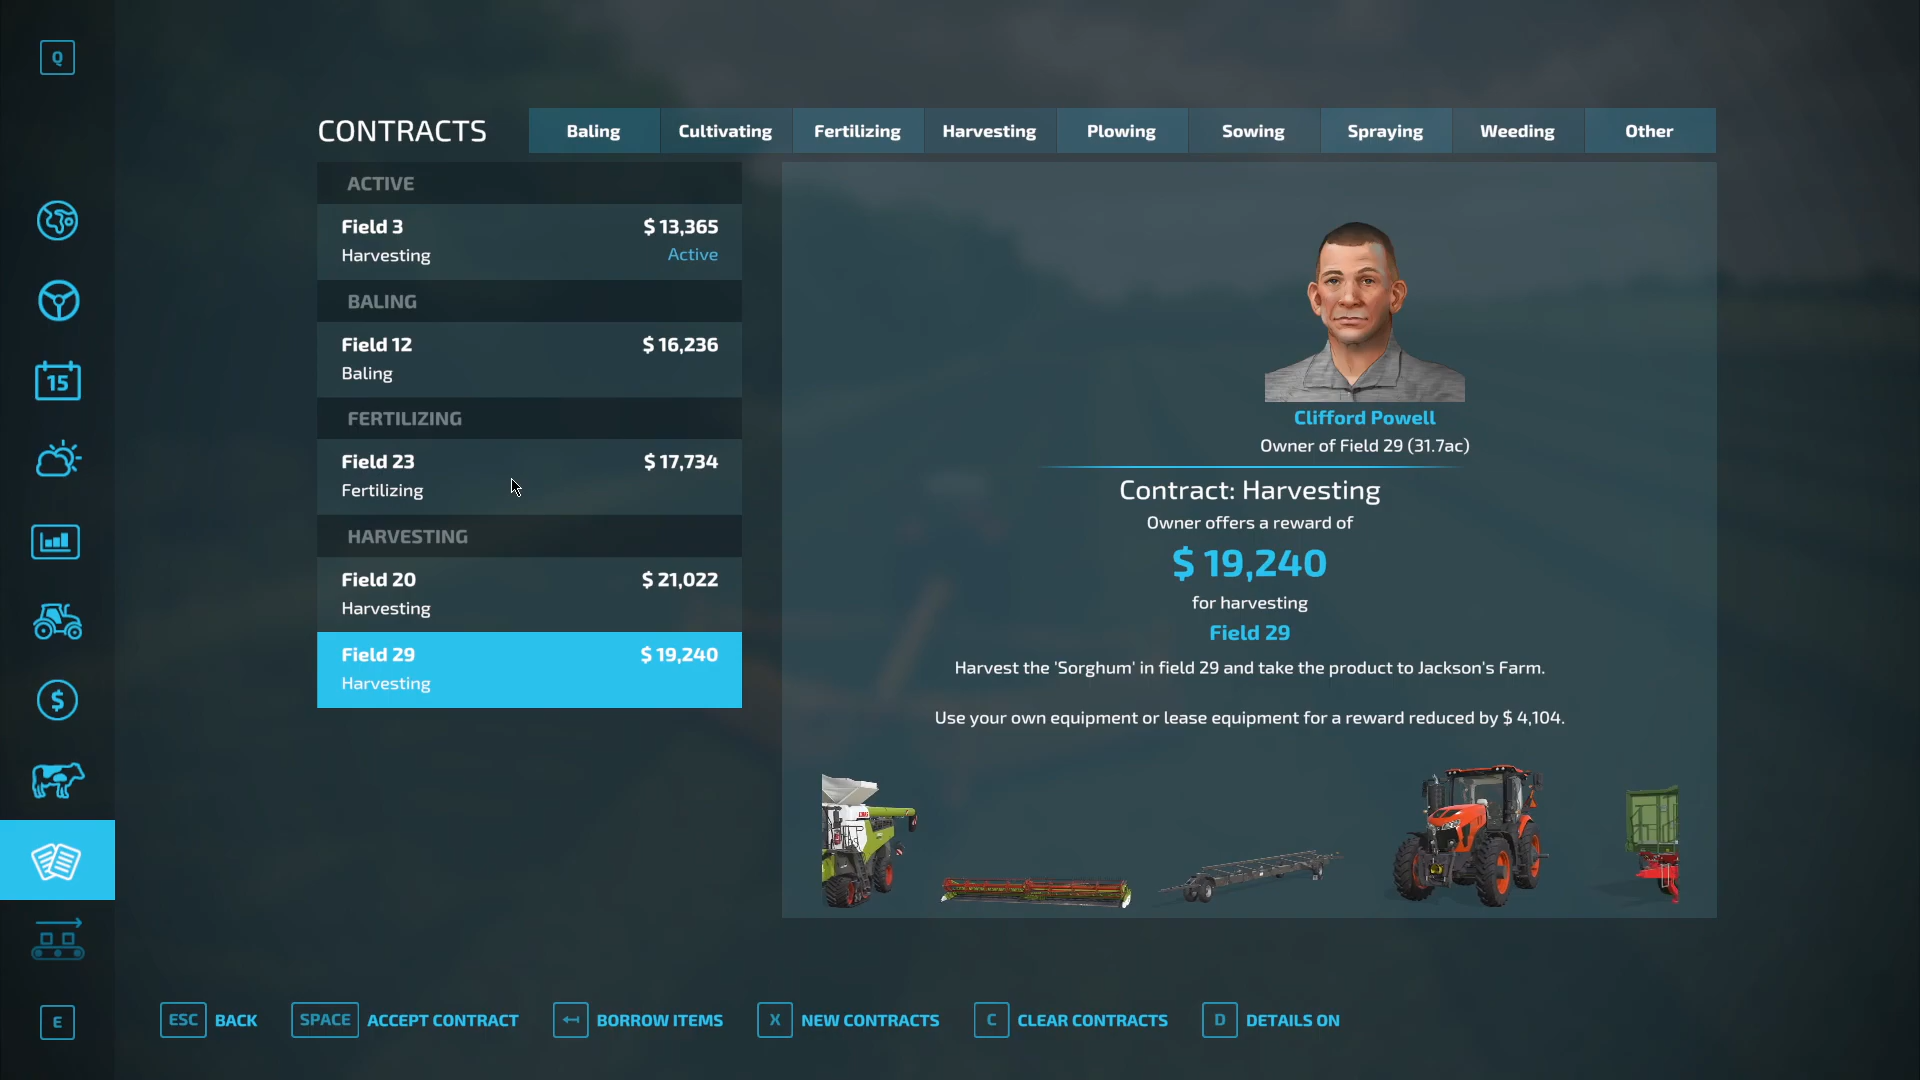 Q
CONTRACTS
Baling
Cultivating
Fertilizing
Harvesting
Plowing
Sowing
Spraying
Weeding
Other
ACTIVE
Field 3 $ 13,365
Harvesting Active
BALING
Field 12 $ 16,236
Baling
FERTILIZING
Field 23 $ 17,734
Fertilizing
HARVESTING
Field 20 $ 21,022
Harvesting
Field 29 $ 19,240
Harvesting
15
$
E
Clifford Powell
Owner of Field 29 (31.7ac)
Contract: Harvesting
Owner offers a reward of
$ 19,240
for harvesting
Field 29
Harvest the 'Sorghum' in field 29 and take the product to Jackson's Farm.
Use your own equipment or lease equipment for a reward reduced by $ 4,104.
ESC BACK SPACE ACCEPT CONTRACT BORROW ITEMS X NEW CONTRACTS C CLEAR CONTRACTS D DETAILS ON